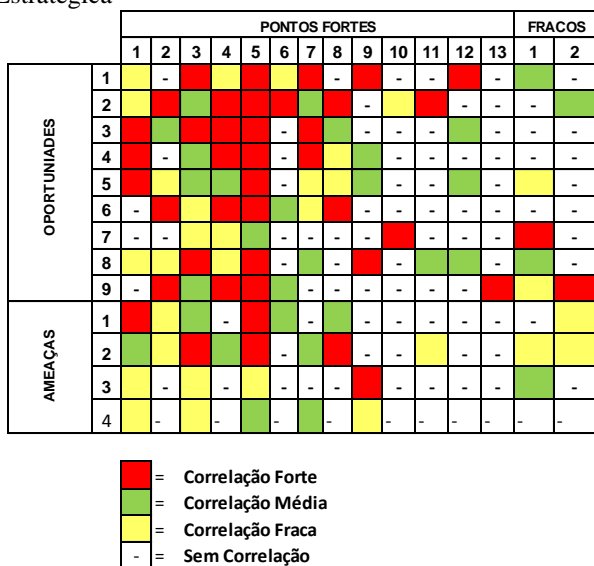 Estratégica
PONTOS FORTES FRACOS
1 2 3 4 5 6 7 8 9 10 11 12 13 1 2
OPORTUNIADES
1 - - - - - -
2 - - - -
3 - - - - - - -
4 - - - - - - - -
5 - - - - -
6 - - - - - - - -
7 - - - - - - - - - -
8 - - - - -
9 - - - - - - -
AMEAÇAS
1 - - - - - - - -
2 - - - - -
3 - - - - - - - - - -
4 - - - - - - - - - -
= Correlação Forte
= Correlação Média
= Correlação Fraca
- = Sem Correlação